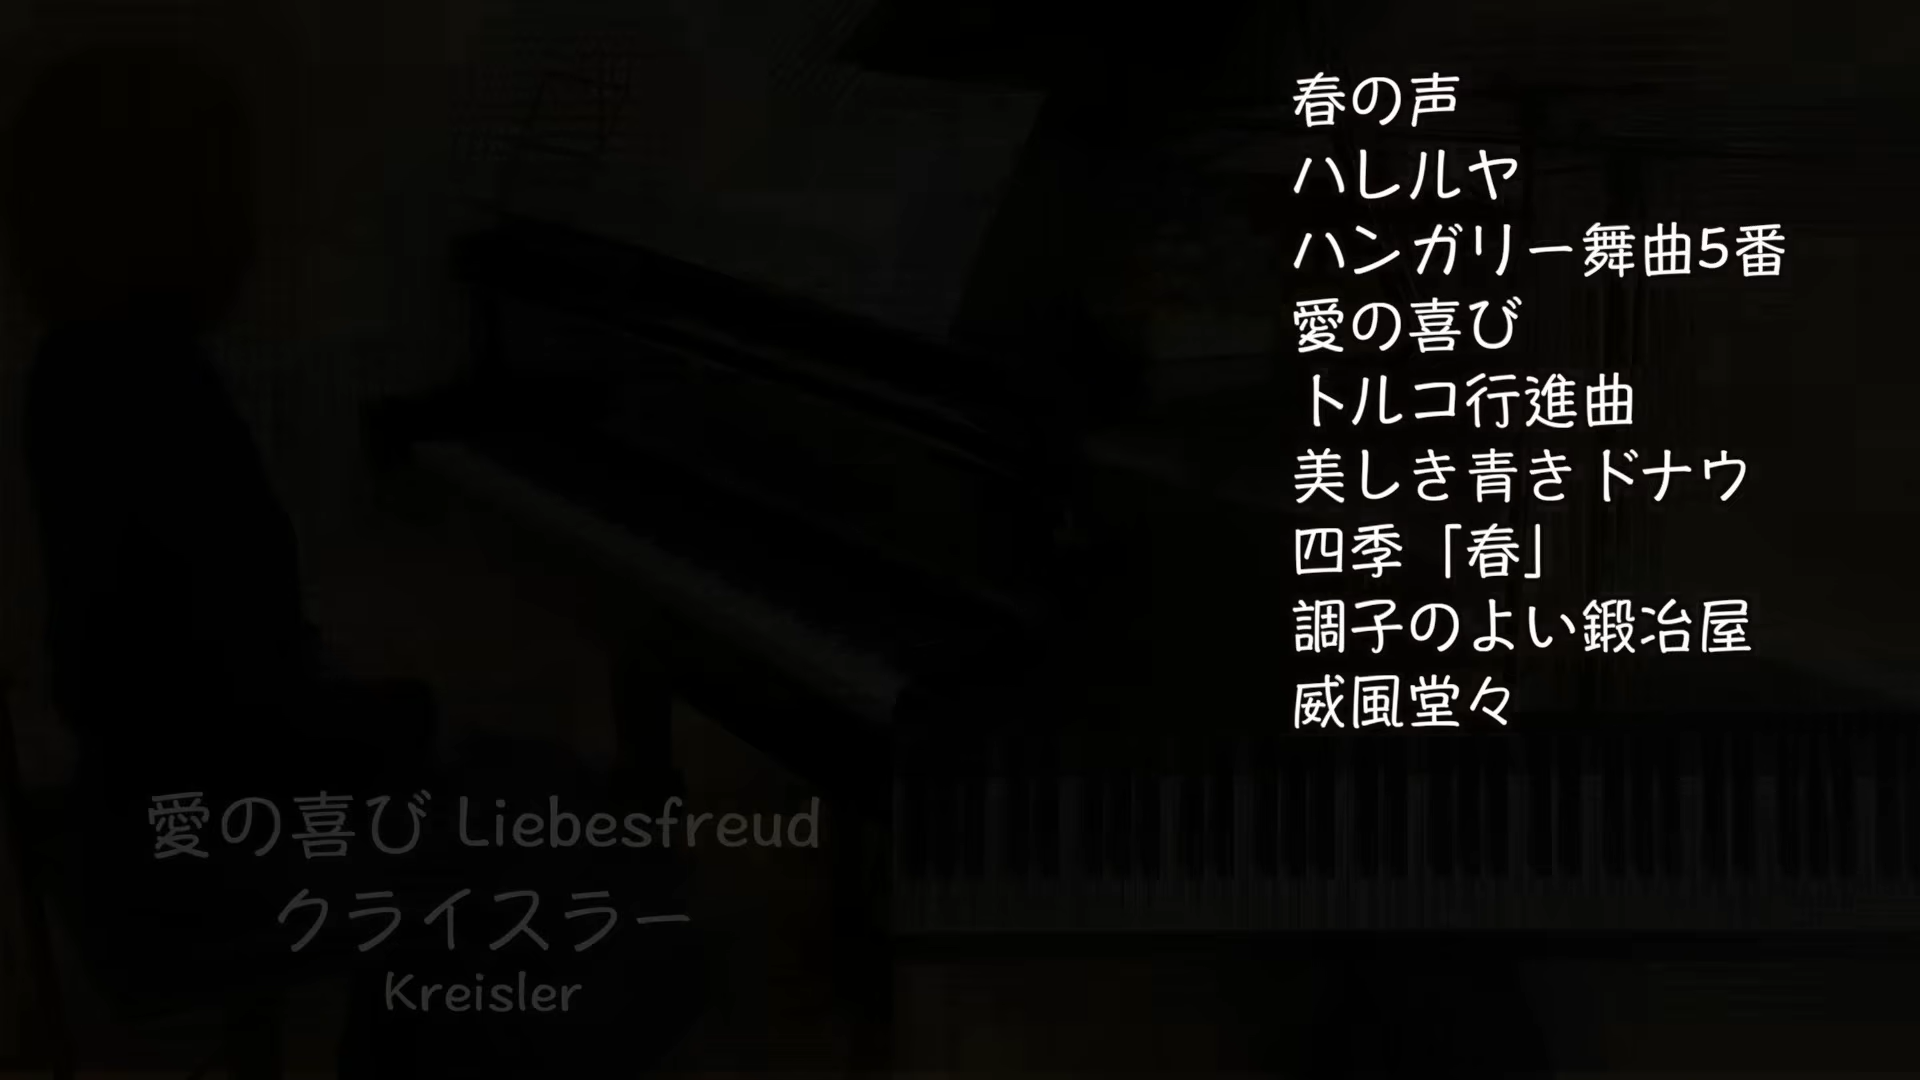 春の声
ハレルヤ
ハンガリー舞曲5番
愛の喜び
トルコ行進曲
美しき青きドナウ
四季「春」
調子のよい鍛冶屋
威風堂々
愛の喜び Liebesfreud
クライスラー
Kreisler